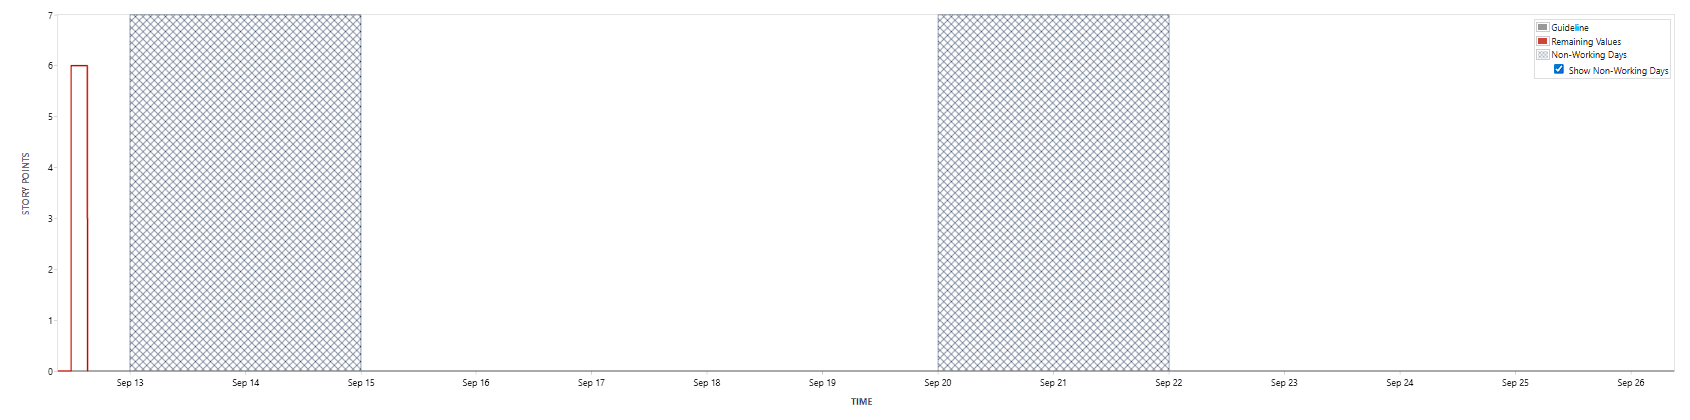 7
6
5
4
3
2
1
0
STORY POINTS
Guideline
Remaining Values
Non-Working Days
Show Non-Working Days
Sep 13 Sep 14 Sep 15 Sep 16 Sep 17 Sep 18 Sep 19 Sep 20 Sep 21 Sep 22 Sep 23 Sep 24 Sep 25 Sep 26
TIME